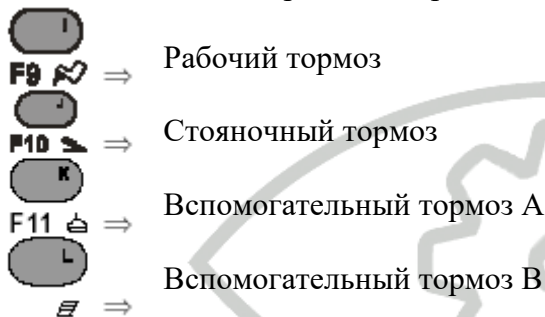 I
F9 ⇒ Рабочий тормоз
F10 ⇒ Стояночный тормоз
K
F11 ⇒ Вспомогательный тормоз А
L
⇒ Вспомогательный тормоз В